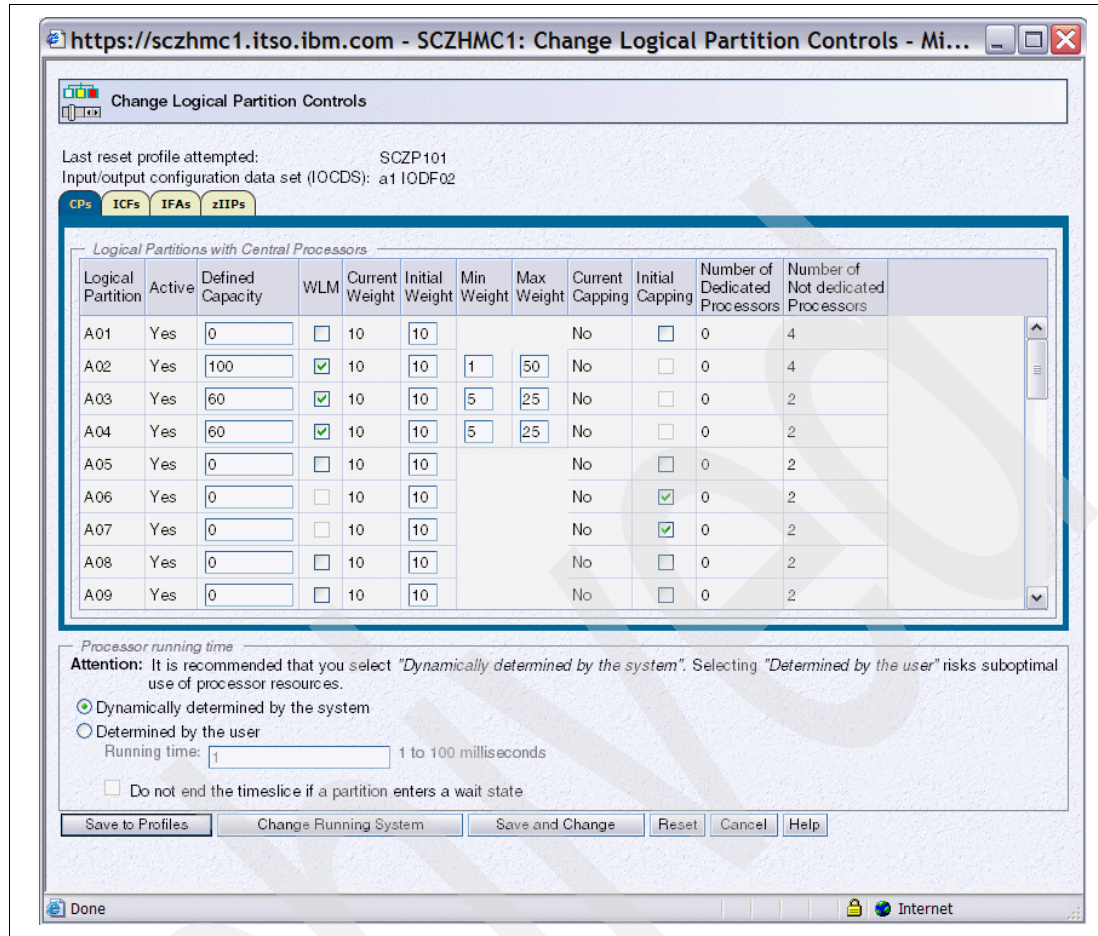 https://sczhmc1.itso.ibm.com - SCZHMC1: Change Logical Partition Controls - Mi...
Change Logical Partition Controls
Last reset profile attempted: SCZP101
Input/output configuration data set (IOCDS): a1 IODF02
CPs ICFs IFAs zIIPs
Logical Partitions with Central Processors
Logical Partition Active Defined Capacity WLM Current Weight Initial Weight Min Weight Max Weight Current Capping Initial Capping Number of Dedicated Processors Number of Not dedicated Processors
A01 Yes 0 10 10 No 0 4
A02 Yes 100 10 10 1 50 No 0 4
A03 Yes 60 10 10 5 25 No 0 2
A04 Yes 60 10 10 5 25 No 0 2
A05 Yes 0 10 10 No 0 2
A06 Yes 0 10 10 No 0 2
A07 Yes 0 10 10 No 0 2
A08 Yes 0 10 10 No 0 2
A09 Yes 0 10 10 No 0 2
Processor running time
Attention: It is recommended that you select "Dynamically determined by the system". Selecting "Determined by the user" risks suboptimal
use of processor resources.
Dynamically determined by the system
Determined by the user
Running time: 1 1 to 100 milliseconds
Do not end the timeslice if a partition enters a wait state
Save to Profiles Change Running System Save and Change Reset Cancel Help
Done Internet